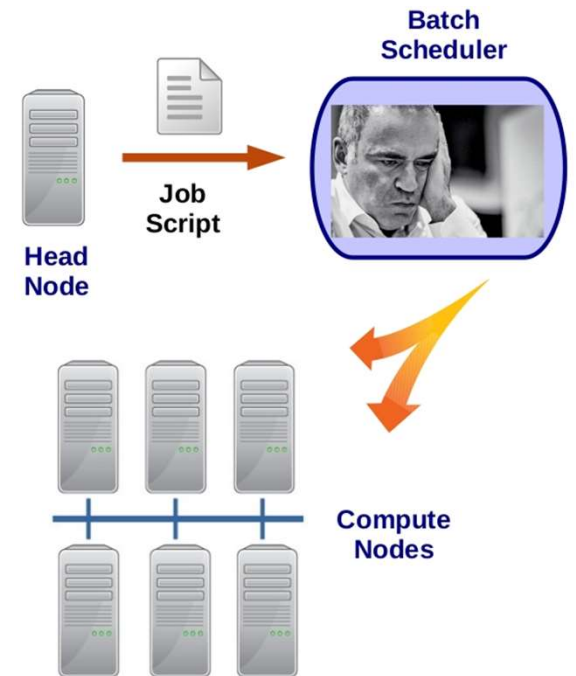 Batch
Scheduler
Job
Script
Head
Node
Compute
Nodes